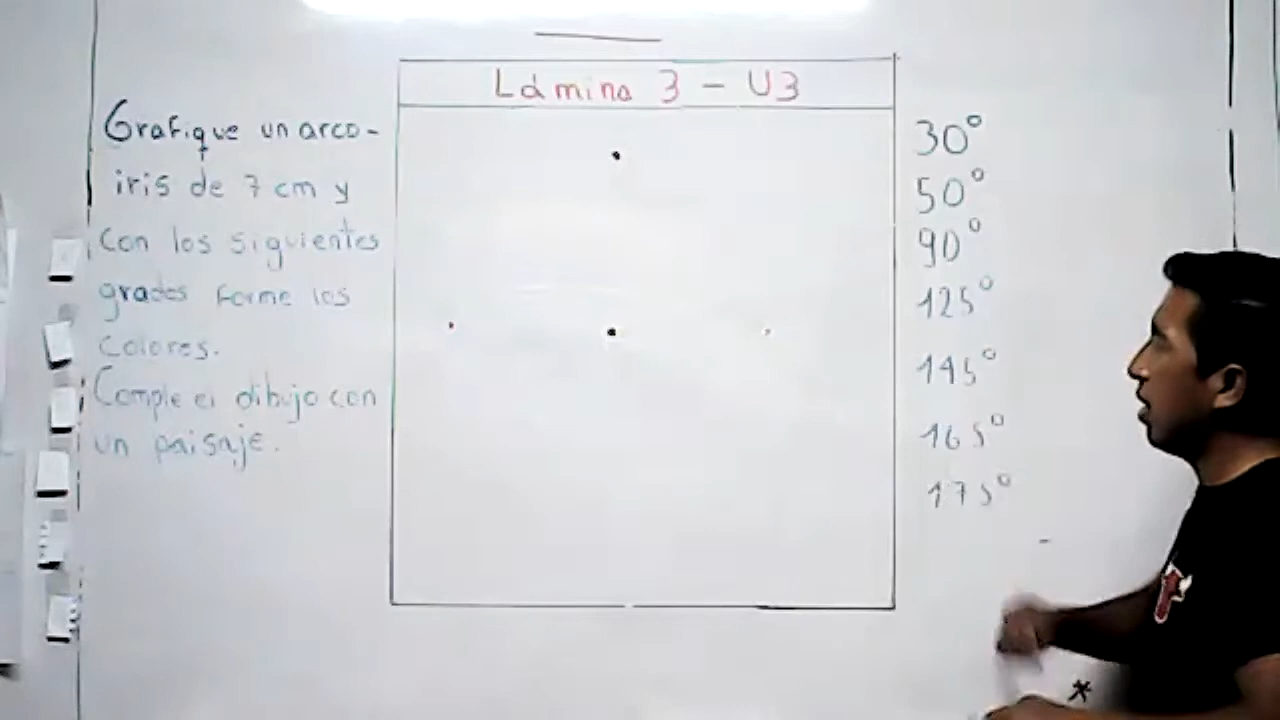 Lámina 3 - U3
Grafique un arco-
iris de 7 cm y
con los siguientes
grados forme los
colores.
Comple el dibujo con
un paisaje.
30°
50°
90°
125°
145°
165°
175°